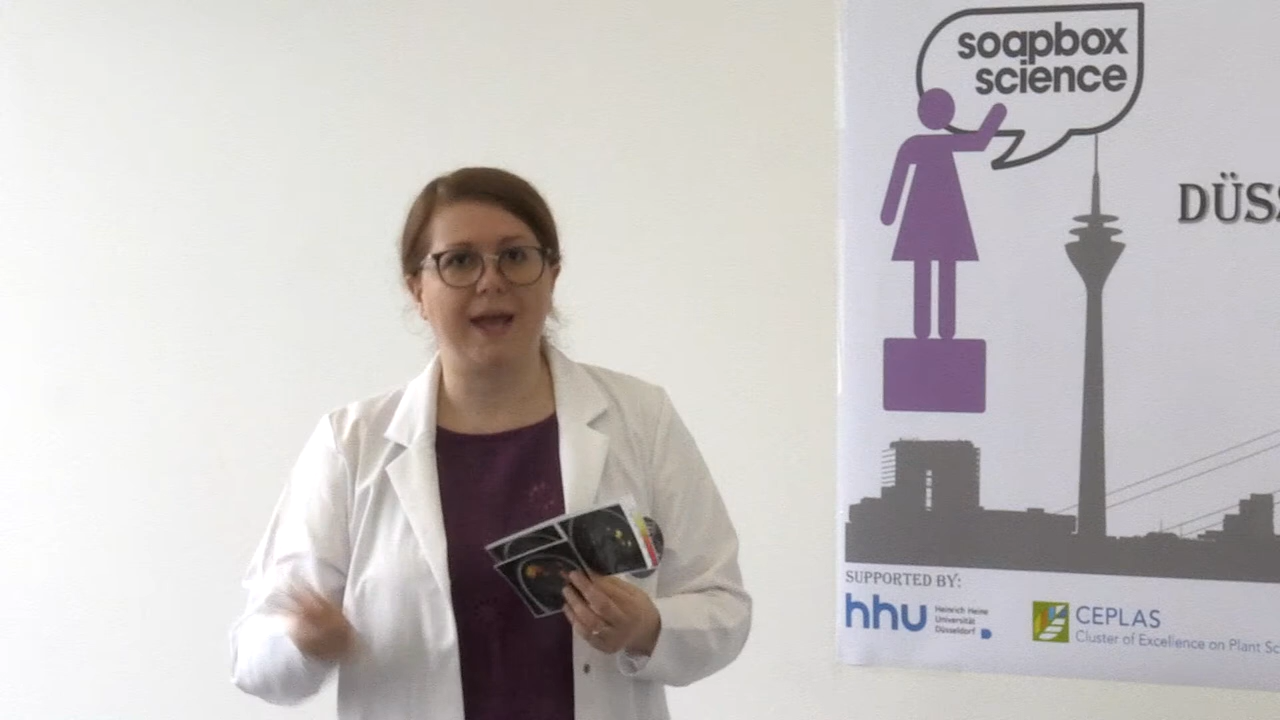 soapbox
science
DÜSS
SUPPORTED BY:
hhu
Heinrich Heine
Universität
Düsseldorf
CEPLAS
Cluster of Excellence on Plant Sc